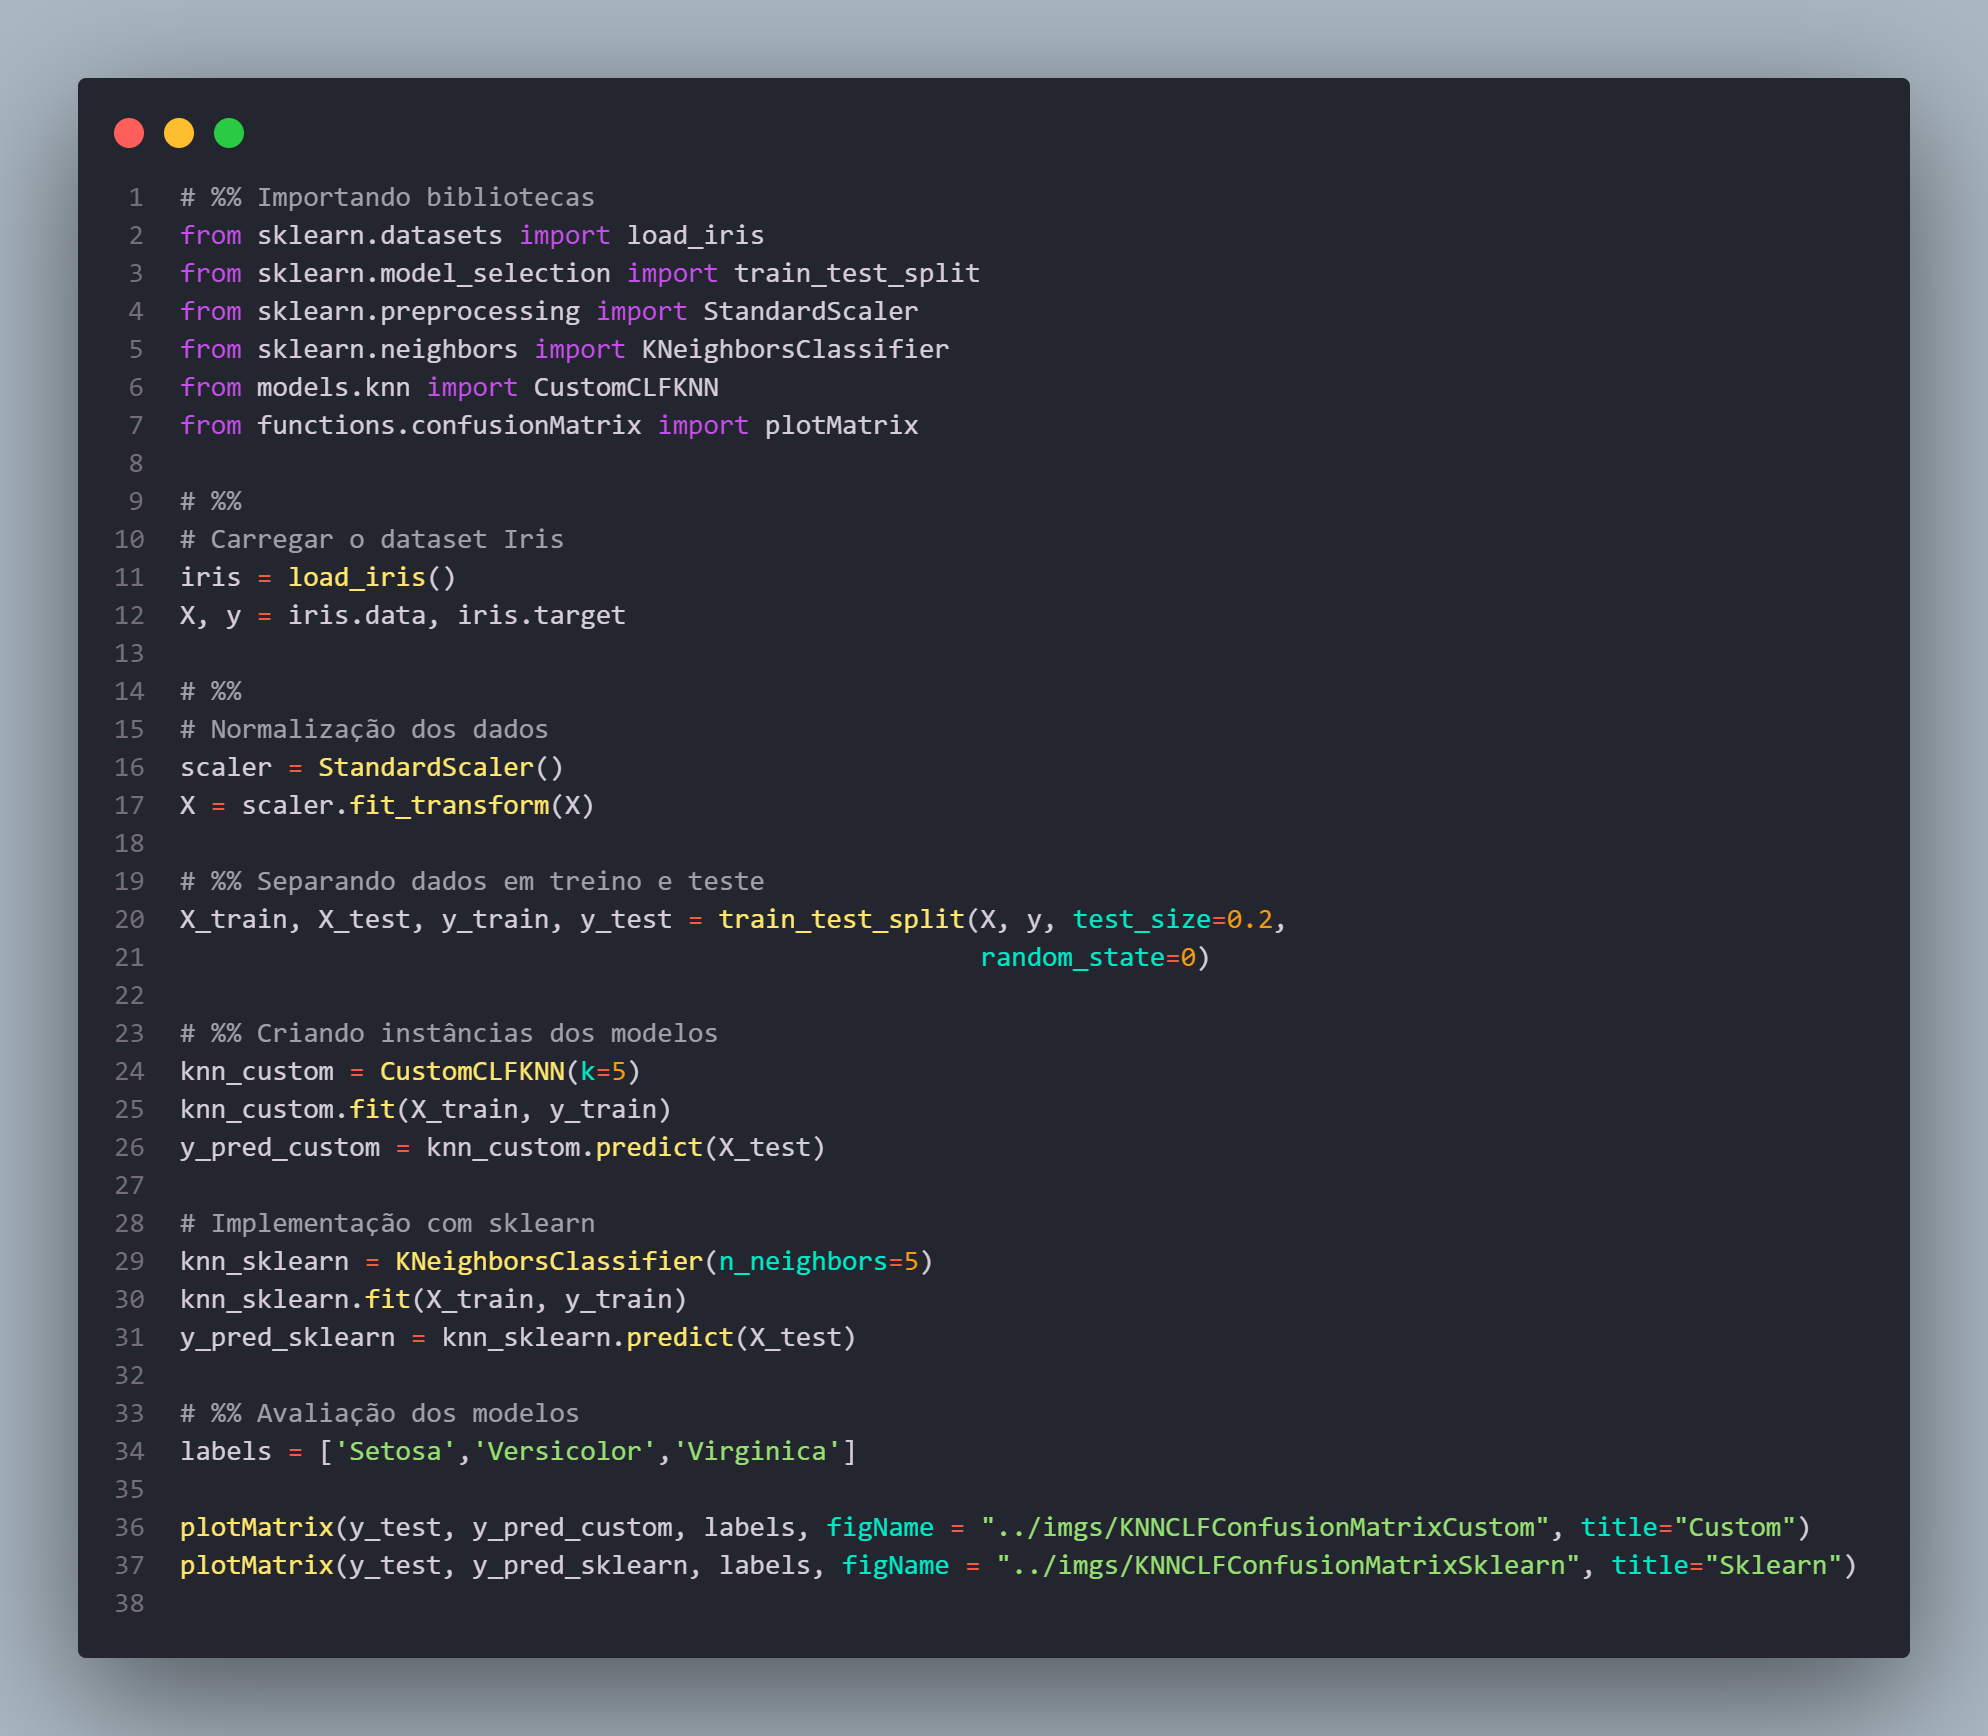 1 # %% Importando bibliotecas
2 from sklearn.datasets import load_iris
3 from sklearn.model_selection import train_test_split
4 from sklearn.preprocessing import StandardScaler
5 from sklearn.neighbors import KNeighborsClassifier
6 from models.knn import CustomCLFKNN
7 from functions.confusionMatrix import plotMatrix
8
9 # %%
10 # Carregar o dataset Iris
11 iris = load_iris()
12 X, y = iris.data, iris.target
13
14 # %%
15 # Normalização dos dados
16 scaler = StandardScaler()
17 X = scaler.fit_transform(X)
18
19 # %% Separando dados em treino e teste
20 X_train, X_test, y_train, y_test = train_test_split(X, y, test_size=0.2,
21                                                     random_state=0)
22
23 # %% Criando instâncias dos modelos
24 knn_custom = CustomCLFKNN(k=5)
25 knn_custom.fit(X_train, y_train)
26 y_pred_custom = knn_custom.predict(X_test)
27
28 # Implementação com sklearn
29 knn_sklearn = KNeighborsClassifier(n_neighbors=5)
30 knn_sklearn.fit(X_train, y_train)
31 y_pred_sklearn = knn_sklearn.predict(X_test)
32
33 # %% Avaliação dos modelos
34 labels = ['Setosa','Versicolor','Virginica']
35
36 plotMatrix(y_test, y_pred_custom, labels, figName = "../imgs/KNNCLFConfusionMatrixCustom", title="Custom")
37 plotMatrix(y_test, y_pred_sklearn, labels, figName = "../imgs/KNNCLFConfusionMatrixSklearn", title="Sklearn")
38